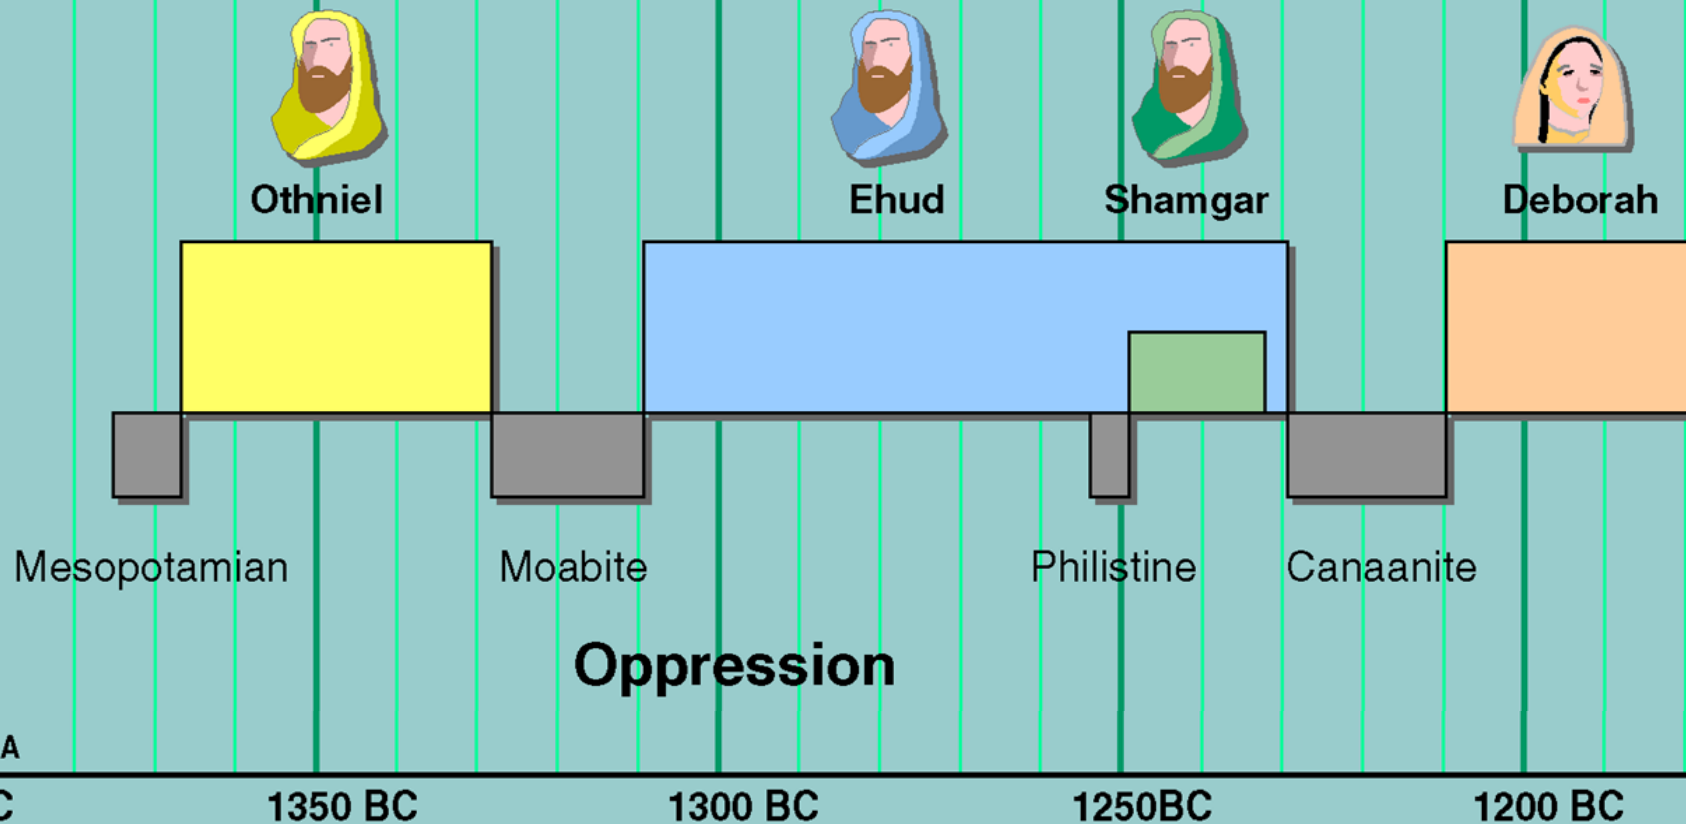 Othniel
Ehud
Shamgar
Deborah
Mesopotamian
Moabite
Philistine
Canaanite
Oppression
A
C
1350 BC
1300 BC
1250BC
1200 BC